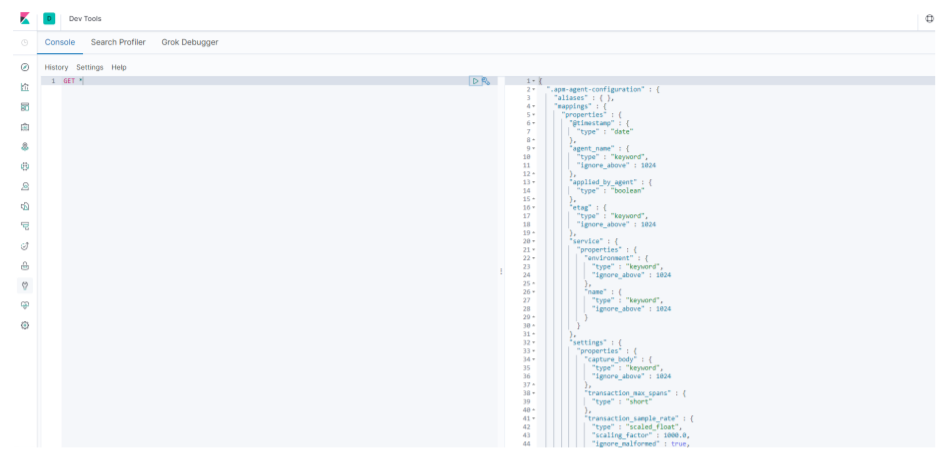 D Dev Tools
Console Search Profiler Grok Debugger
History Settings Help
1 GET *
1 {
2 ".apm-agent-configuration" : {
3 "aliases" : { },
4 "mappings" : {
5 "properties" : {
6 "@timestamp" : {
7 "type" : "date"
8 },
9 "agent_name" : {
10 "type" : "keyword",
11 "ignore_above" : 1024
12 },
13 "applied_by_agent" : {
14 "type" : "boolean"
15 },
16 "etag" : {
17 "type" : "keyword",
18 "ignore_above" : 1024
19 },
20 "service" : {
21 "properties" : {
22 "environment" : {
23 "type" : "keyword",
24 "ignore_above" : 1024
25 },
26 "name" : {
27 "type" : "keyword",
28 "ignore_above" : 1024
29 }
30 }
31 },
32 "settings" : {
33 "properties" : {
34 "capture_body" : {
35 "type" : "keyword",
36 "ignore_above" : 1024
37 },
38 "transaction_max_spans" : {
39 "type" : "short"
40 },
41 "transaction_sample_rate" : {
42 "type" : "scaled_float",
43 "scaling_factor" : 1000.0,
44 "ignore_malformed" : true,